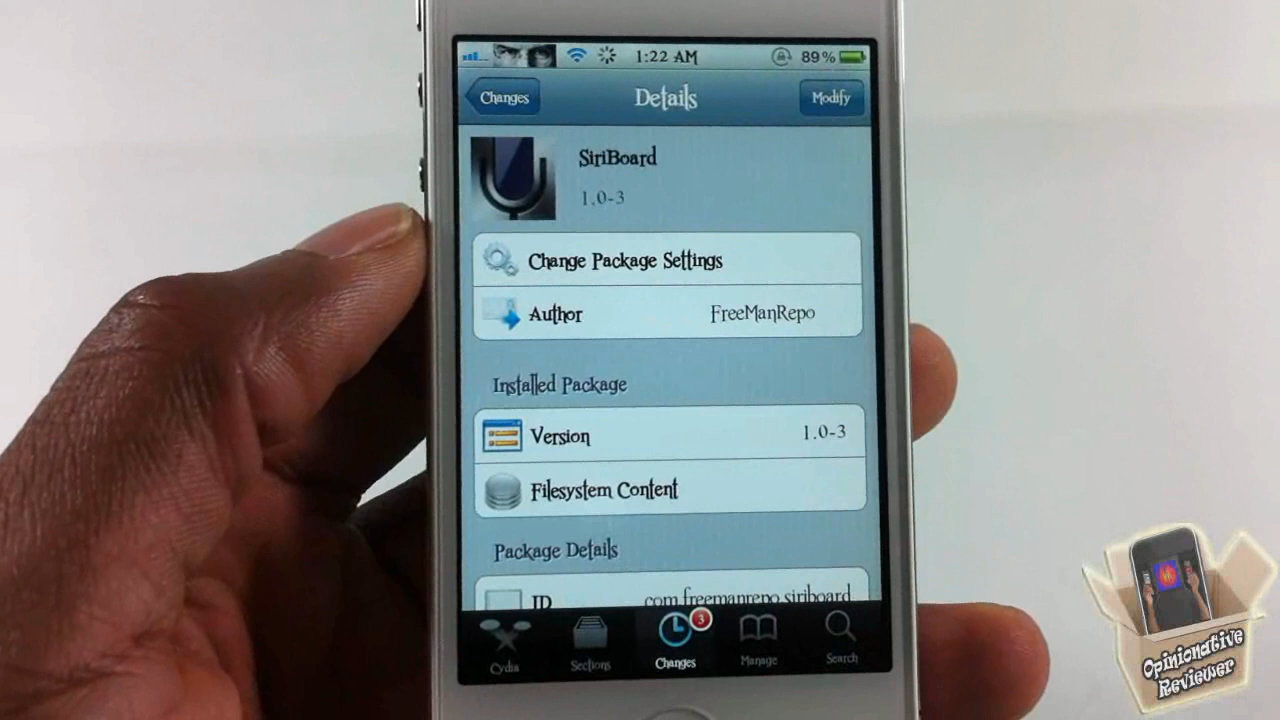 1:22 AM
89%
Changes
Details
Modify
SiriBoard
1.0-3
Change Package Settings
Author
FreeManRepo
Installed Package
Version
1.0-3
Filesystem Content
Package Details
ID
com.freemanrepo.siriboard
Cydia
Sections
Changes
3
Manage
Search
Opinionative
Reviewer